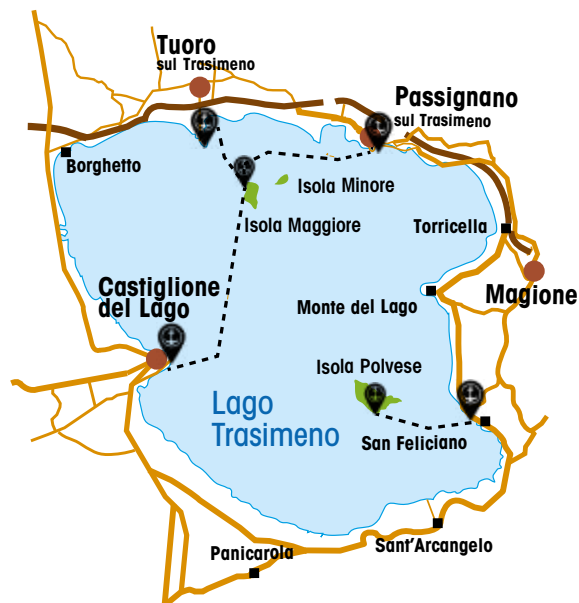 Tuoro
sul Trasimeno
Passignano
sul Trasimeno
Borghetto
Isola Minore
Isola Maggiore
Torricella
Castiglione
del Lago
Magione
Monte del Lago
Isola Polvese
Lago
Trasimeno
San Feliciano
Sant'Arcangelo
Panicarola